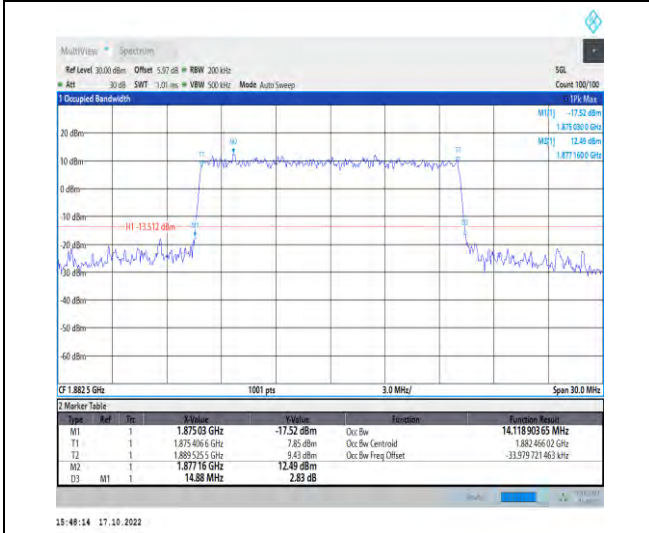 MultiView Spectrum
Ref Level 30.00 dBm Offset 5.97 dB RBW 200 kHz SGL
Att 30 dB SWT 1.01 ms VBW 500 kHz Mode Auto Sweep Count 100/100
1 Occupied Bandwidth 1Pk Max
M1[1] -17.52 dBm
1.875 030 0 GHz
20 dBm
M2[1] 12.49 dBm
M2
T1
T2
1.877 160 0 GHz
10 dBm
0 dBm
-10 dBm
H1 -13.512 dBm
M1
D3
-20 dBm
-30 dBm
-40 dBm
-50 dBm
-60 dBm
CF 1.882 5 GHz 1001 pts 3.0 MHz/ Span 30.0 MHz
2 Marker Table
Type Ref Trc X-Value Y-Value Function Function Result
M1 1 1.875 03 GHz -17.52 dBm Occ Bw 14.118 903 65 MHz
T1 1 1.875 406 6 GHz 7.85 dBm Occ Bw Centroid 1.882 466 02 GHz
T2 1 1.889 525 5 GHz 9.43 dBm Occ Bw Freq Offset -33.979 721 463 kHz
M2 1 1.877 16 GHz 12.49 dBm
D3 M1 1 14.88 MHz 2.83 dB
15:48:14 17.10.2022